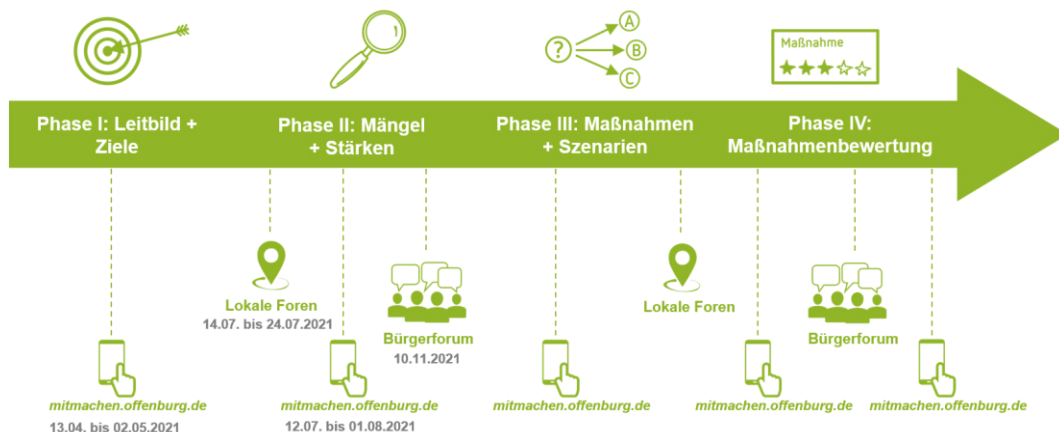 A
?
B
C
Maßnahme
Phase I: Leitbild +
Ziele
Phase II: Mängel
+ Stärken
Phase III: Maßnahmen
+ Szenarien
Phase IV:
Maßnahmenbewertung
Lokale Foren
14.07. bis 24.07.2021
Bürgerforum
10.11.2021
Lokale Foren
Bürgerforum
mitmachen.offenburg.de
13.04. bis 02.05.2021
mitmachen.offenburg.de
12.07. bis 01.08.2021
mitmachen.offenburg.de
mitmachen.offenburg.de
mitmachen.offenburg.de